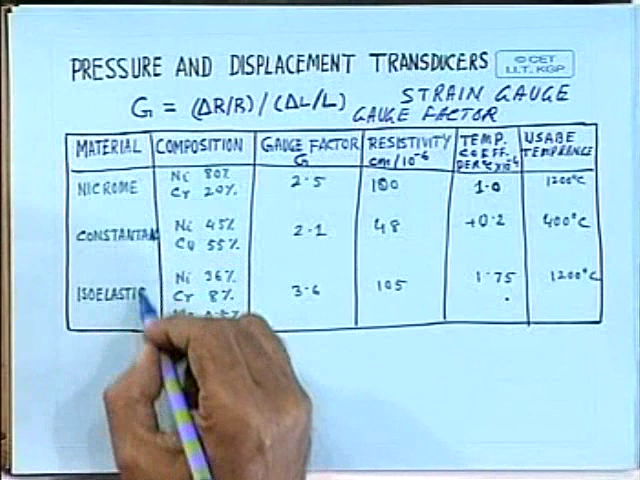 PRESSURE AND DISPLACEMENT TRANSDUCERS
© CET
I.I.T. KGP
G = (ΔR/R)/(ΔL/L) STRAIN GAUGE
GAUGE FACTOR
MATERIAL COMPOSITION GAUGE FACTOR G RESISTIVITY cm/10⁻⁶ TEMP. COEFF. USABE
NICROME Ni 80% Cr 20% 2.5 100 1.0 1200°C
CONSTANTAN Ni 45% Cu 55% 2.1 48 +0.2 400°C
ISOELASTIC Ni 36% Cr 8% 3.6 105 1.75 1200°C